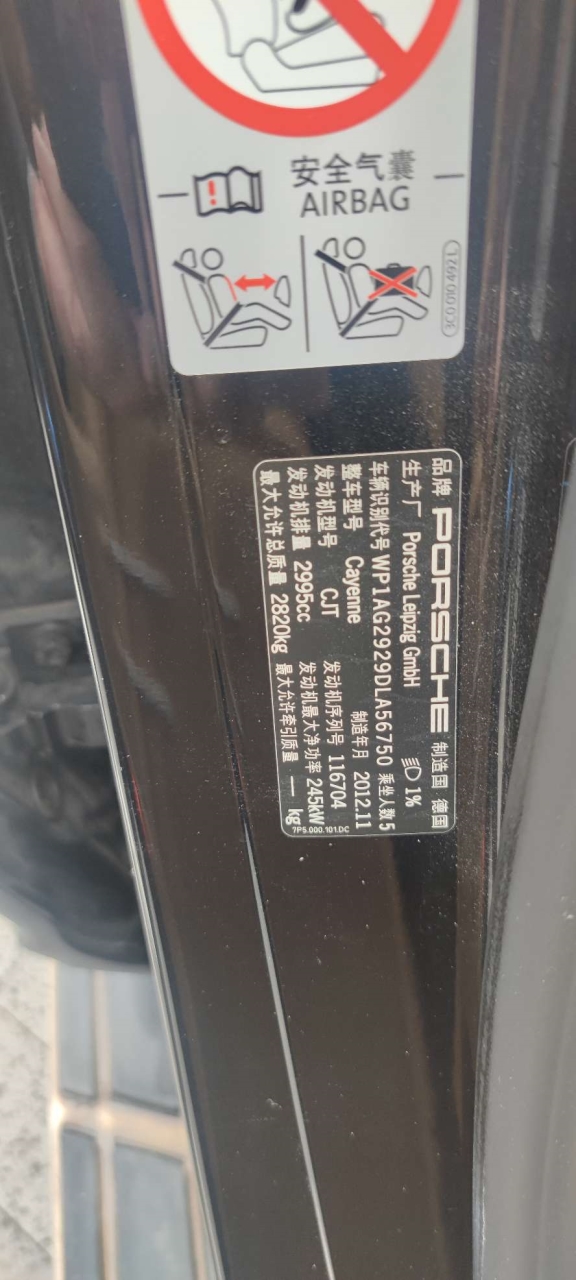 安全气囊
AIRBAG
3C0.010.492.L
品牌 PORSCHE 制造国 德国
生产厂 Porsche Leipzig GmbH 1%
车辆识别代号 WP1AG2929DLA56750 乘坐人数 5
整车型号 Cayenne 制造年月 2012.11
发动机型号 CJT 发动机序列号 116704
发动机排量 2995cc 发动机最大净功率 245kW
最大允许总质量 2820kg 最大允许牵引质量 — kg
7P5.000.101.DC